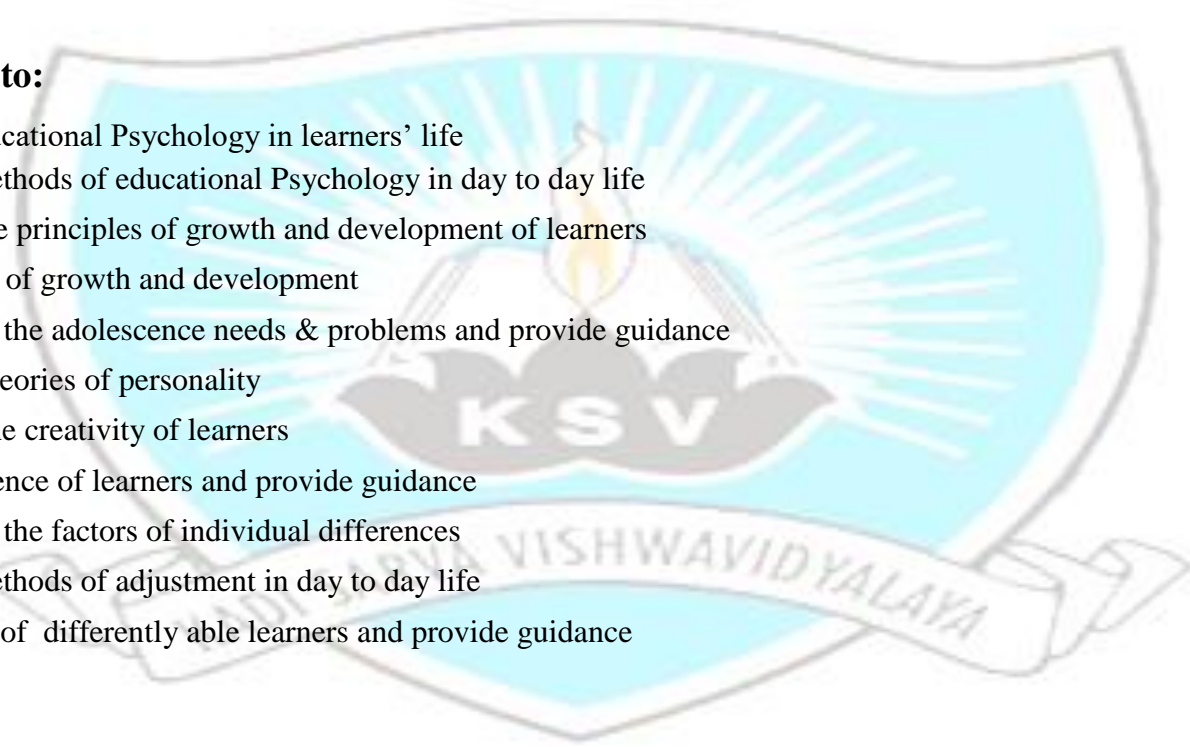 to:
cational Psychology in learners' life
ethods of educational Psychology in day to day life
e principles of growth and development of learners
of growth and development
the adolescence needs & problems and provide guidance
eories of personality
e creativity of learners
ence of learners and provide guidance
the factors of individual differences
ethods of adjustment in day to day life
of differently able learners and provide guidance
KSV
KADI SARVA VISHWAVIDYALAYA